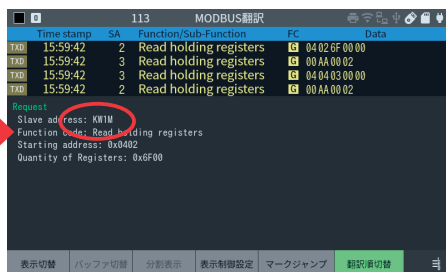 0 113 MODBUS翻訳
Time stamp SA Function/Sub-Function FC Data
TXD 15:59:42 2 Read holding registers G 04 02 6F 00 00
TXD 15:59:42 3 Read holding registers G 00 AA 00 02
TXD 15:59:42 3 Read holding registers G 04 04 03 00 00
TXD 15:59:42 2 Read holding registers G 00 AA 00 02
Request
Slave address: KW1M
Function code: Read holding registers
Starting address: 0x0402
Quantity of Registers: 0x6F00
表示切替 バッファ切替 分割表示 表示制御設定 マークジャンプ 翻訳順切替